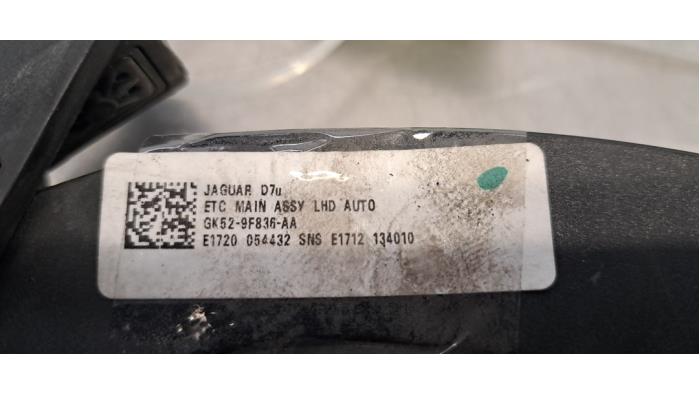 JAGUAR D7u
ETC MAIN ASSY LHD AUTO
GK52-9F836-AA
E1720 054432 SNS E1712 134010